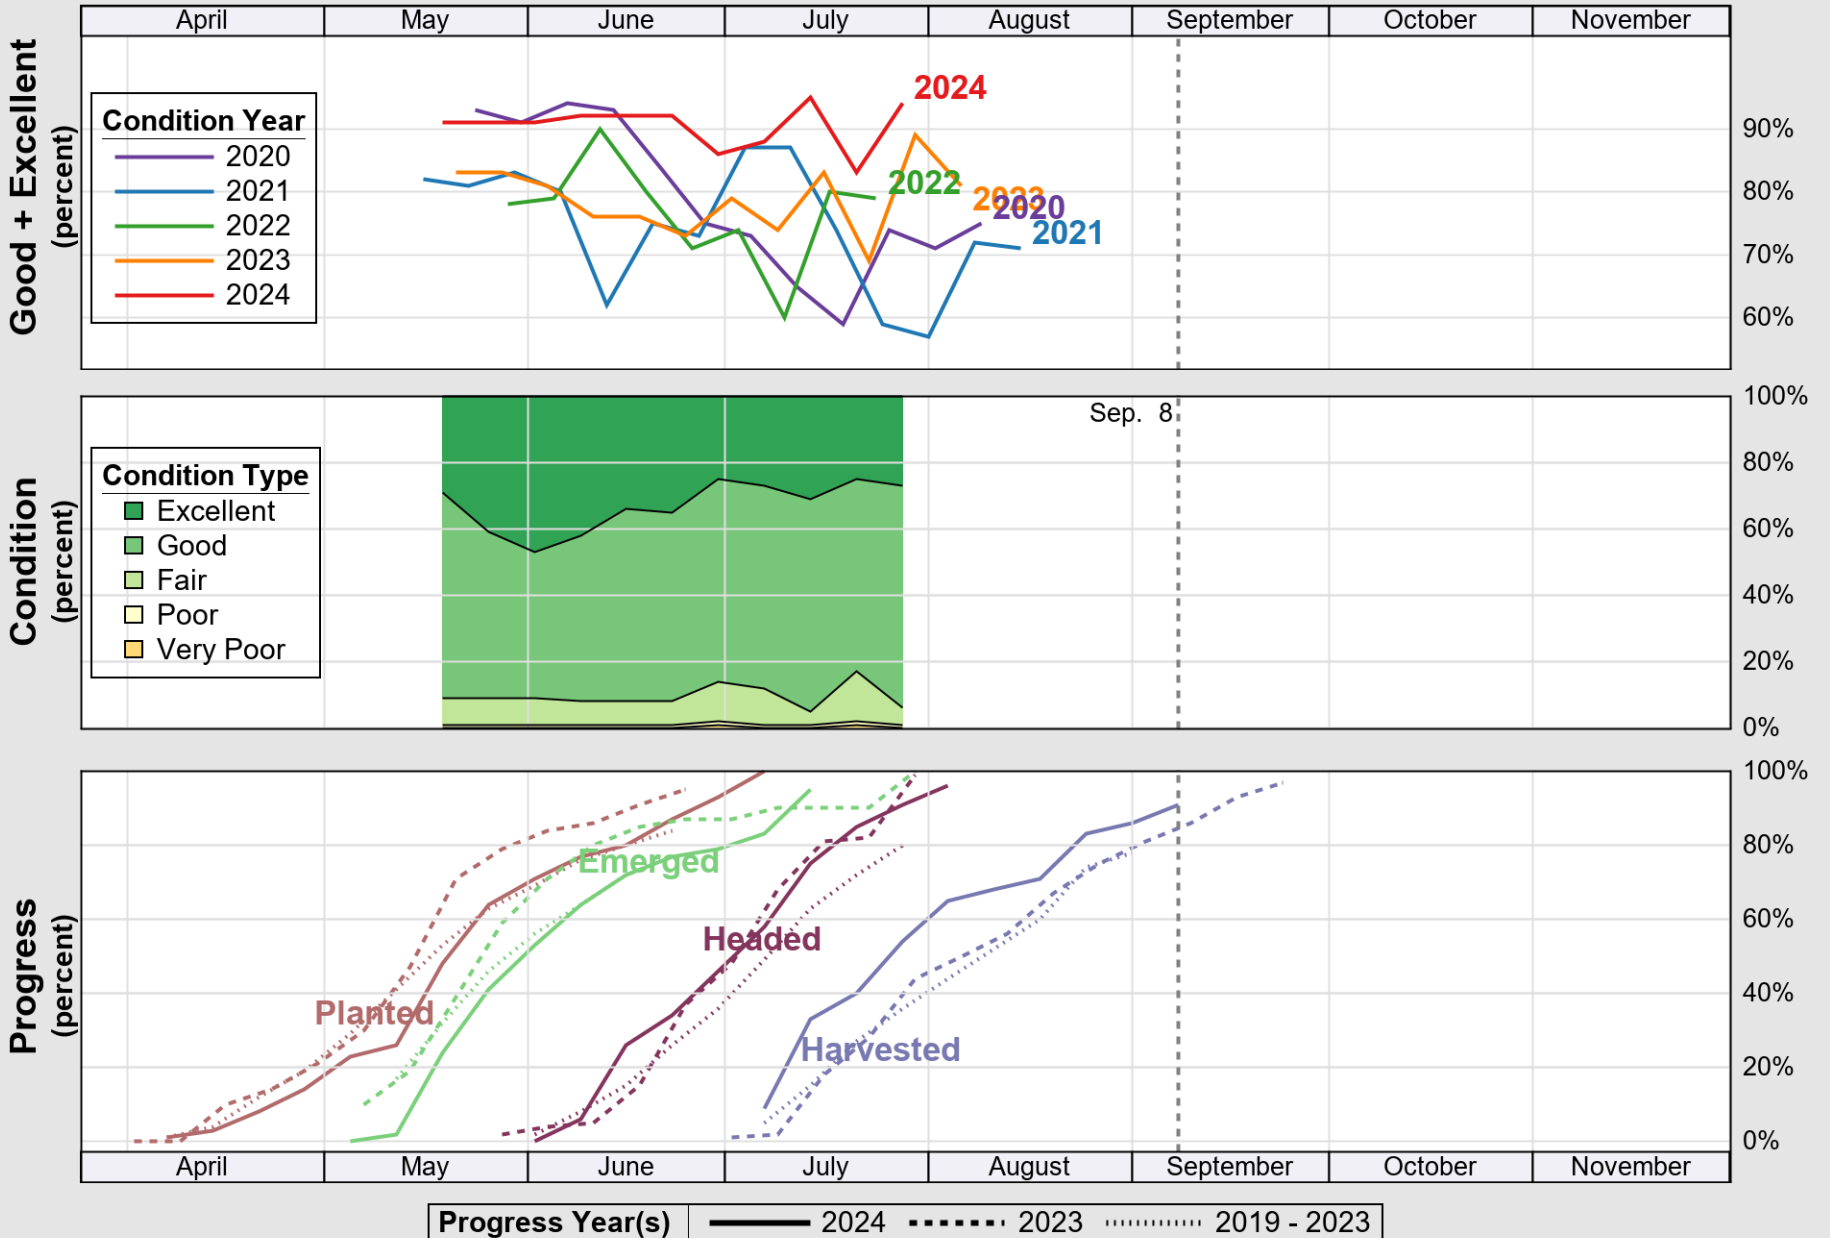 April May June July August September October November
Good + Excellent
(percent)
Condition Year
2020
2021
2022
2023
2024
2024
2022
2023
2020
2021
90%
80%
70%
60%
Condition
(percent)
Sep. 8
Condition Type
Excellent
Good
Fair
Poor
Very Poor
100%
80%
60%
40%
20%
0%
Progress
(percent)
Planted
Emerged
Headed
Harvested
100%
80%
60%
40%
20%
0%
April May June July August September October November
Progress Year(s) 2024 2023 2019 - 2023